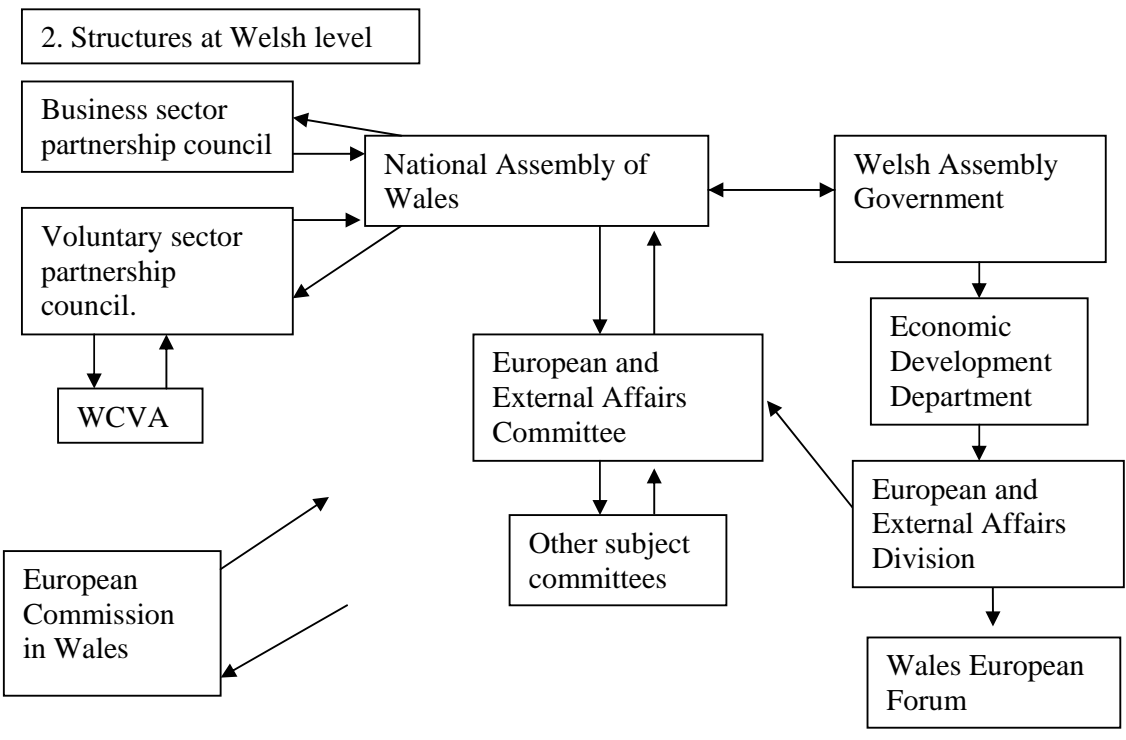 2. Structures at Welsh level
Business sector
partnership council
National Assembly of
Wales
Welsh Assembly
Government
Voluntary sector
partnership
council.
Economic
Development
Department
European and
External Affairs
Committee
WCVA
European and
External Affairs
Division
Other subject
committees
European
Commission
in Wales
Wales European
Forum